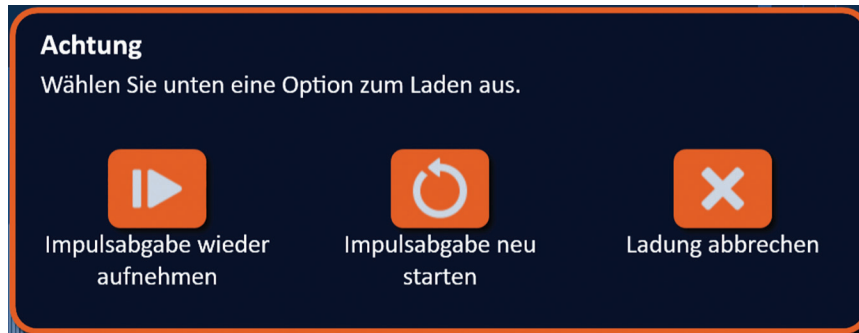 Achtung
Wählen Sie unten eine Option zum Laden aus.
Impulsabgabe wieder
aufnehmen
Impulsabgabe neu
starten
Ladung abbrechen